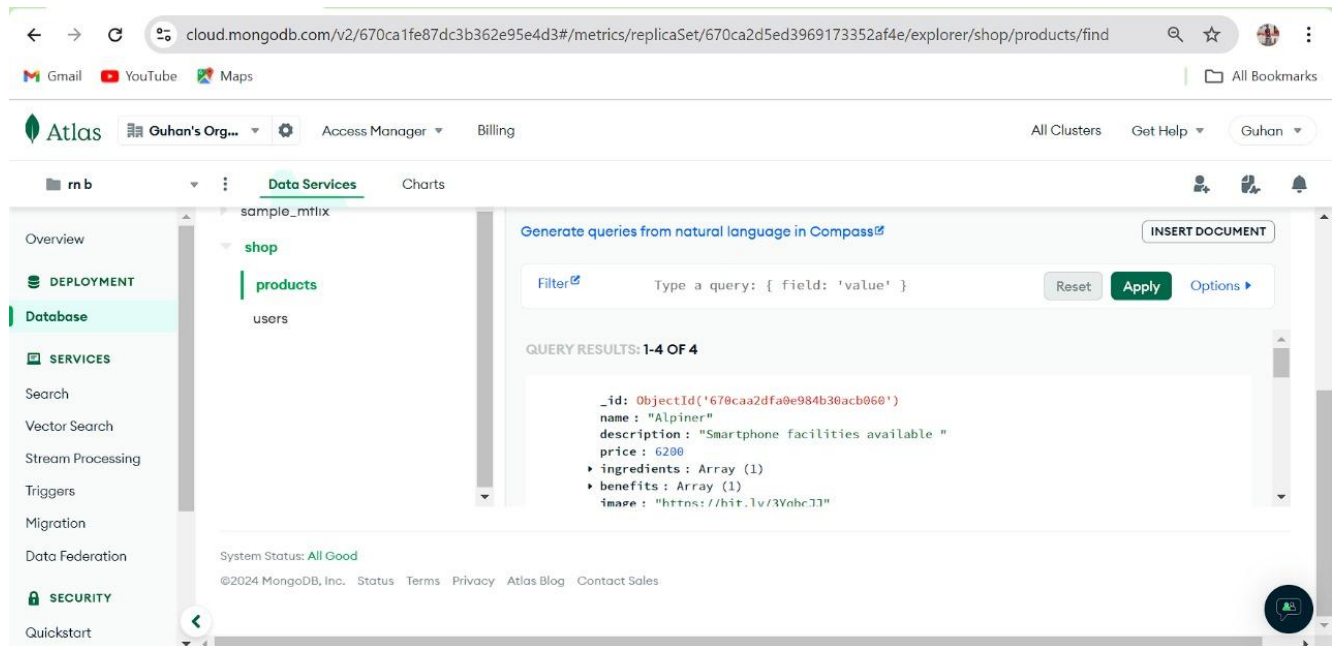 cloud.mongodb.com/v2/670ca1fe87dc3b362e95e4d3#/metrics/replicaSet/670ca2d5ed3969173352af4e/explorer/shop/products/find
Gmail YouTube Maps All Bookmarks
Atlas Guhan's Org... Access Manager Billing All Clusters Get Help Guhan
rn b Data Services Charts
sample_mflix
Overview
shop
Generate queries from natural language in Compass INSERT DOCUMENT
DEPLOYMENT
products
Filter Type a query: { field: 'value' } Reset Apply Options
Database
users
SERVICES
QUERY RESULTS: 1-4 OF 4
Search
_id: ObjectId('670caa2dfa0e984b30acb060')
name : "Alpiner"
Vector Search
description : "Smartphone facilities available "
price : 6200
Stream Processing
ingredients : Array (1)
benefits : Array (1)
Triggers
image : "https://bit.ly/3YqbcJJ"
Migration
Data Federation
System Status: All Good
©2024 MongoDB, Inc. Status Terms Privacy Atlas Blog Contact Sales
SECURITY
Quickstart